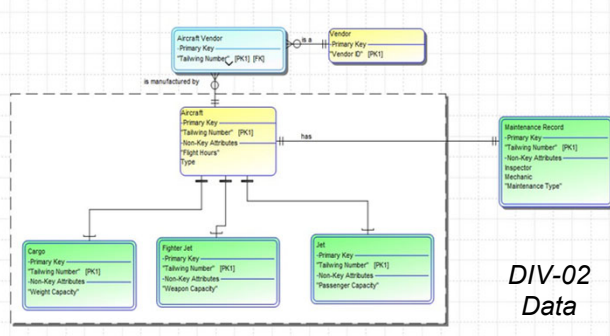 Aircraft Vendor
-Primary Key
"Tailwing Number" [PK1] [FK]
is a
Vendor
-Primary Key
"Vendor ID" [PK1]
is manufactured by
Aircraft
-Primary Key
"Tailwing Number" [PK1]
-Non-Key Attributes
"Flight Hours"
Type
has
Maintenance Record
-Primary Key
"Tailwing Number" [PK1]
-Non-Key Attributes
Inspector
Mechanic
"Maintenance Type"
Cargo
-Primary Key
"Tailwing Number" [PK1]
-Non-Key Attributes
"Weight Capacity"
Fighter Jet
-Primary Key
"Tailwing Number" [PK1]
-Non-Key Attributes
"Weapon Capacity"
Jet
-Primary Key
"Tailwing Number" [PK1]
-Non-Key Attributes
"Passenger Capacity"
DIV-02
Data